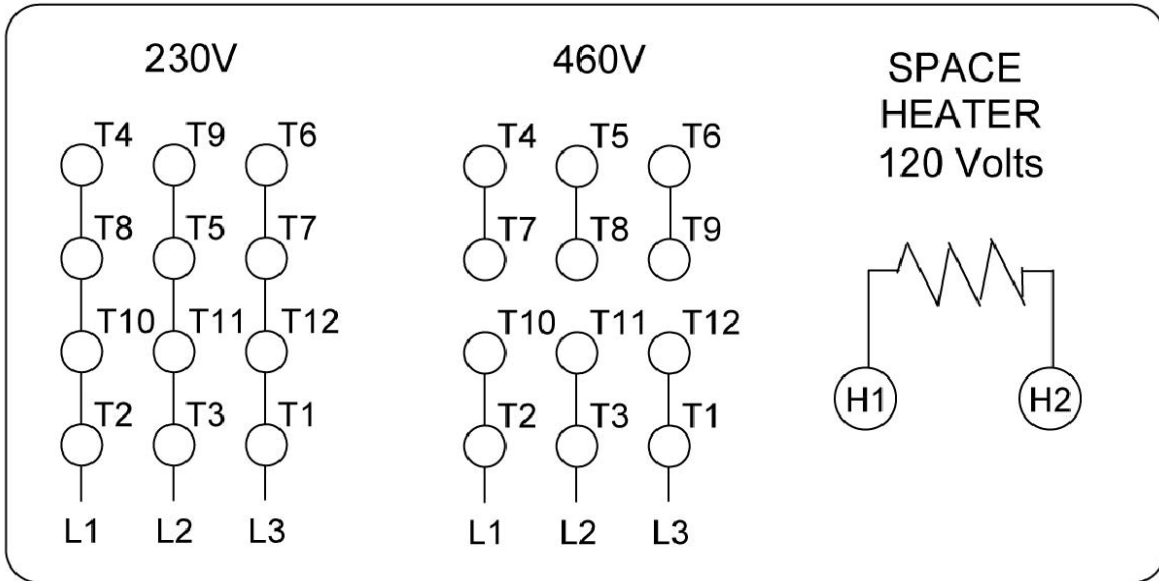 230V
T4 T9 T6
T8 T5 T7
T10 T11 T12
T2 T3 T1
L1 L2 L3
460V
T4 T5 T6
T7 T8 T9
T10 T11 T12
T2 T3 T1
L1 L2 L3
SPACE
HEATER
120 Volts
H1 H2